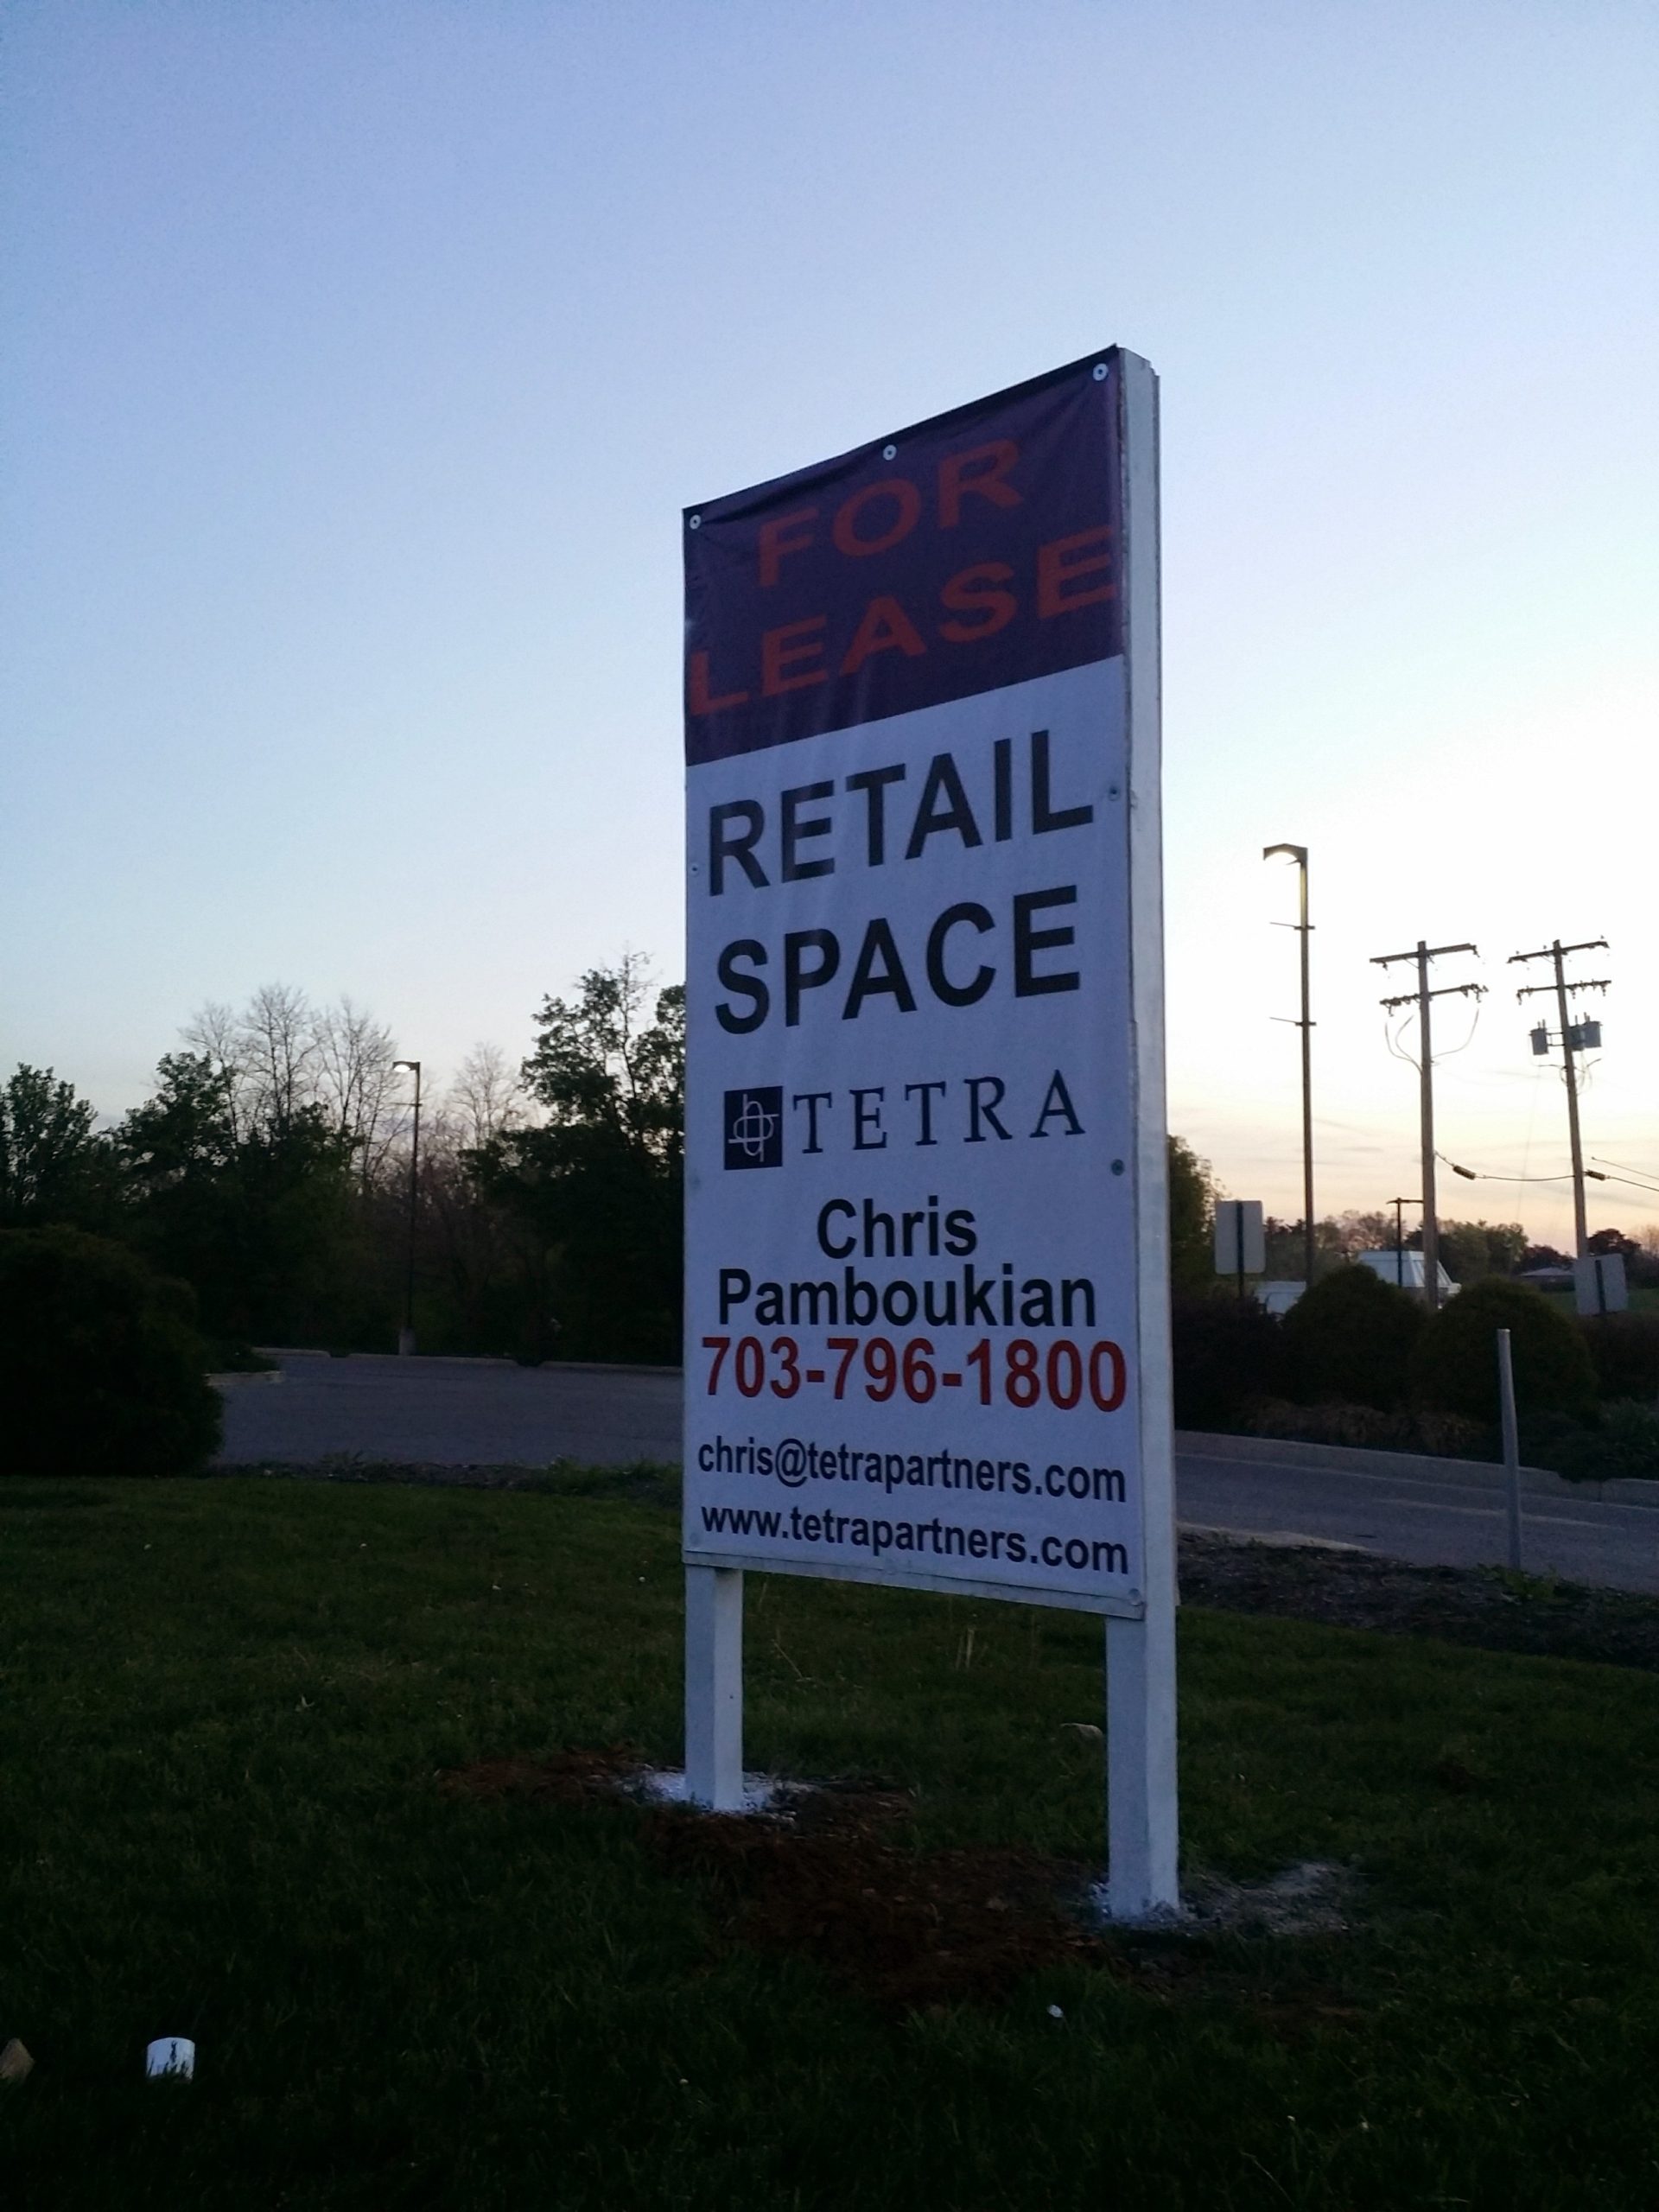 FOR
LEASE
RETAIL
SPACE
TETRA
Chris
Pamboukian
703-796-1800
chris@tetrapartners.com
www.tetrapartners.com